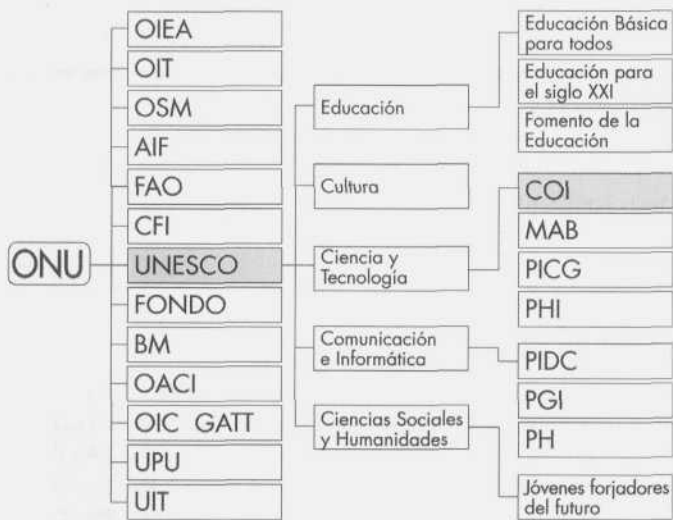 ONU
OIEA
OIT
OSM
AIF
FAO
CFI
UNESCO
FONDO
BM
OACI
OIC GATT
UPU
UIT
Educación
Cultura
Ciencia y
Tecnología
Comunicación
e Informática
Ciencias Sociales
y Humanidades
Educación Básica
para todos
Educación para
el siglo XXI
Fomento de la
Educación
COI
MAB
PICG
PHI
PIDC
PGI
PH
Jóvenes forjadores
del futuro